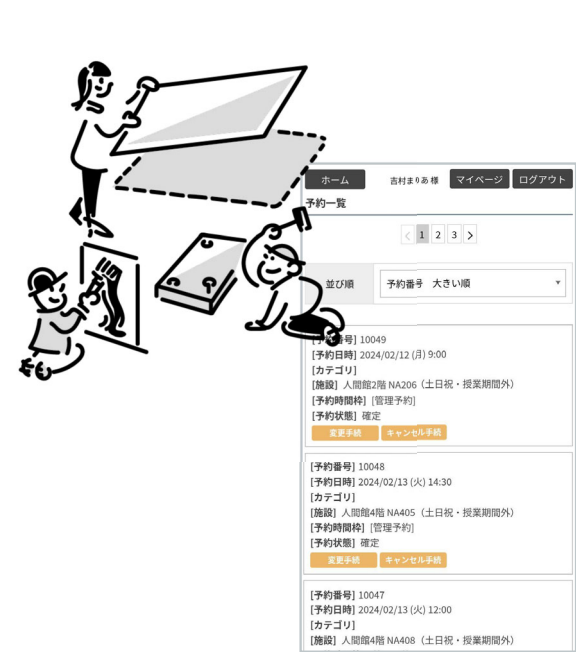 ホーム
吉村まりあ 様
マイページ
ログアウト
予約一覧
< 1 2 3 >
並び順
予約番号 大きい順
[予約番号] 10049
[予約日時] 2024/02/12 (月) 9:00
[カテゴリ]
[施設] 人間館2階 NA206（土日祝・授業期間外）
[予約時間枠] [管理予約]
[予約状態] 確定
変更手続 キャンセル手続
[予約番号] 10048
[予約日時] 2024/02/13 (火) 14:30
[カテゴリ]
[施設] 人間館4階 NA405（土日祝・授業期間外）
[予約時間枠] [管理予約]
[予約状態] 確定
変更手続 キャンセル手続
[予約番号] 10047
[予約日時] 2024/02/13 (火) 12:00
[カテゴリ]
[施設] 人間館4階 NA408（土日祝・授業期間外）